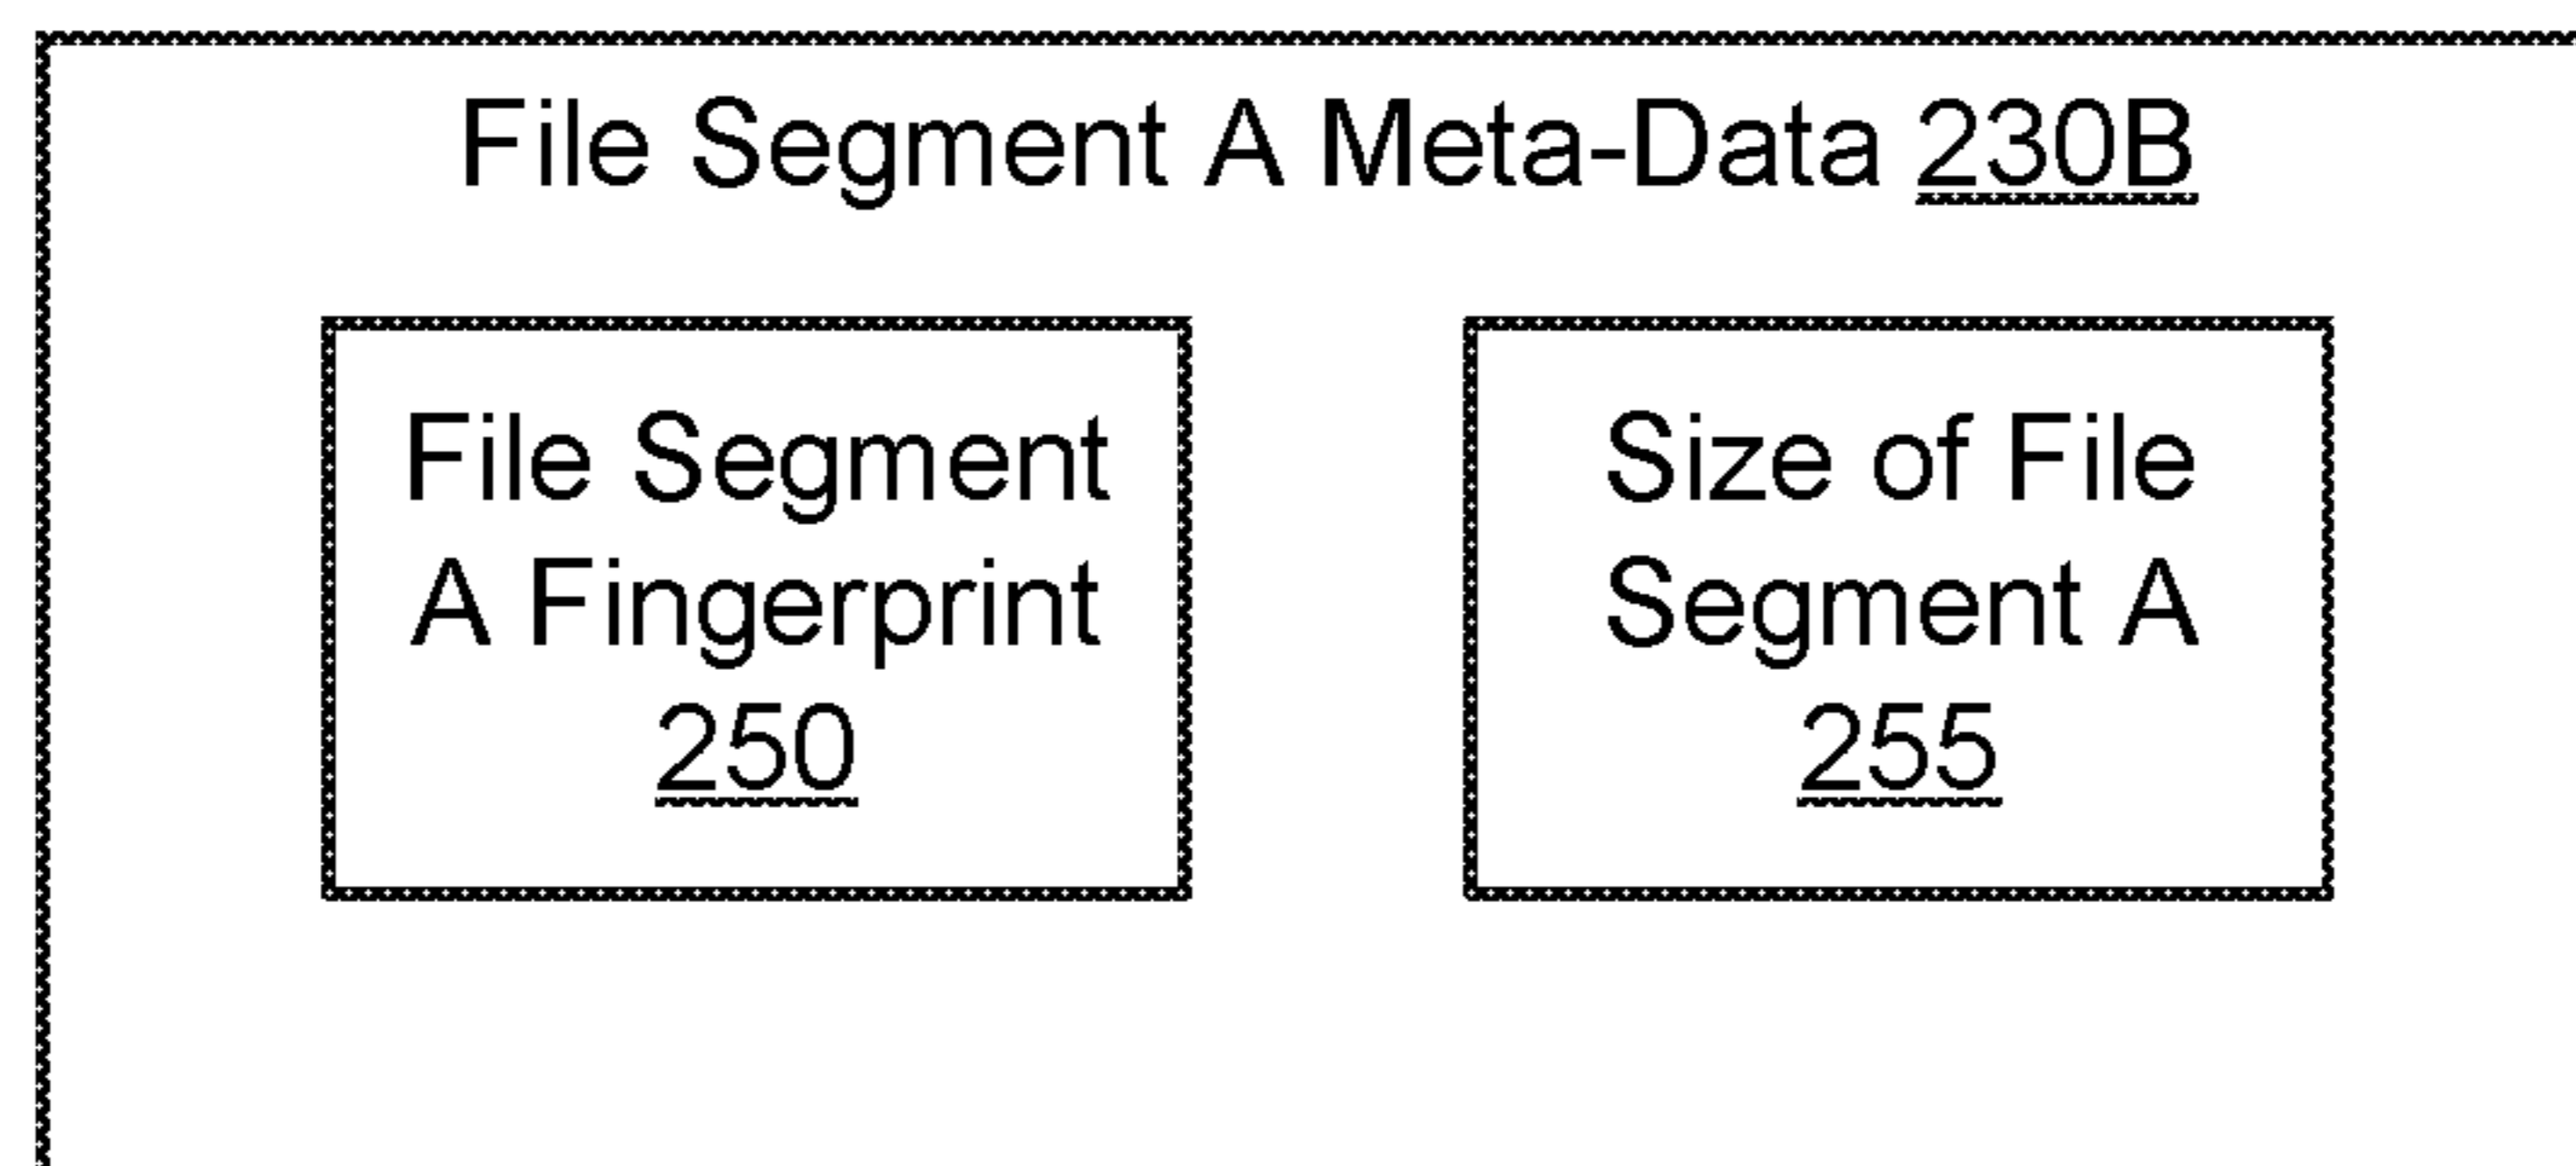 File Segment A Meta-Data 230B
File Segment
A Fingerprint
250
Size of File
Segment A
255